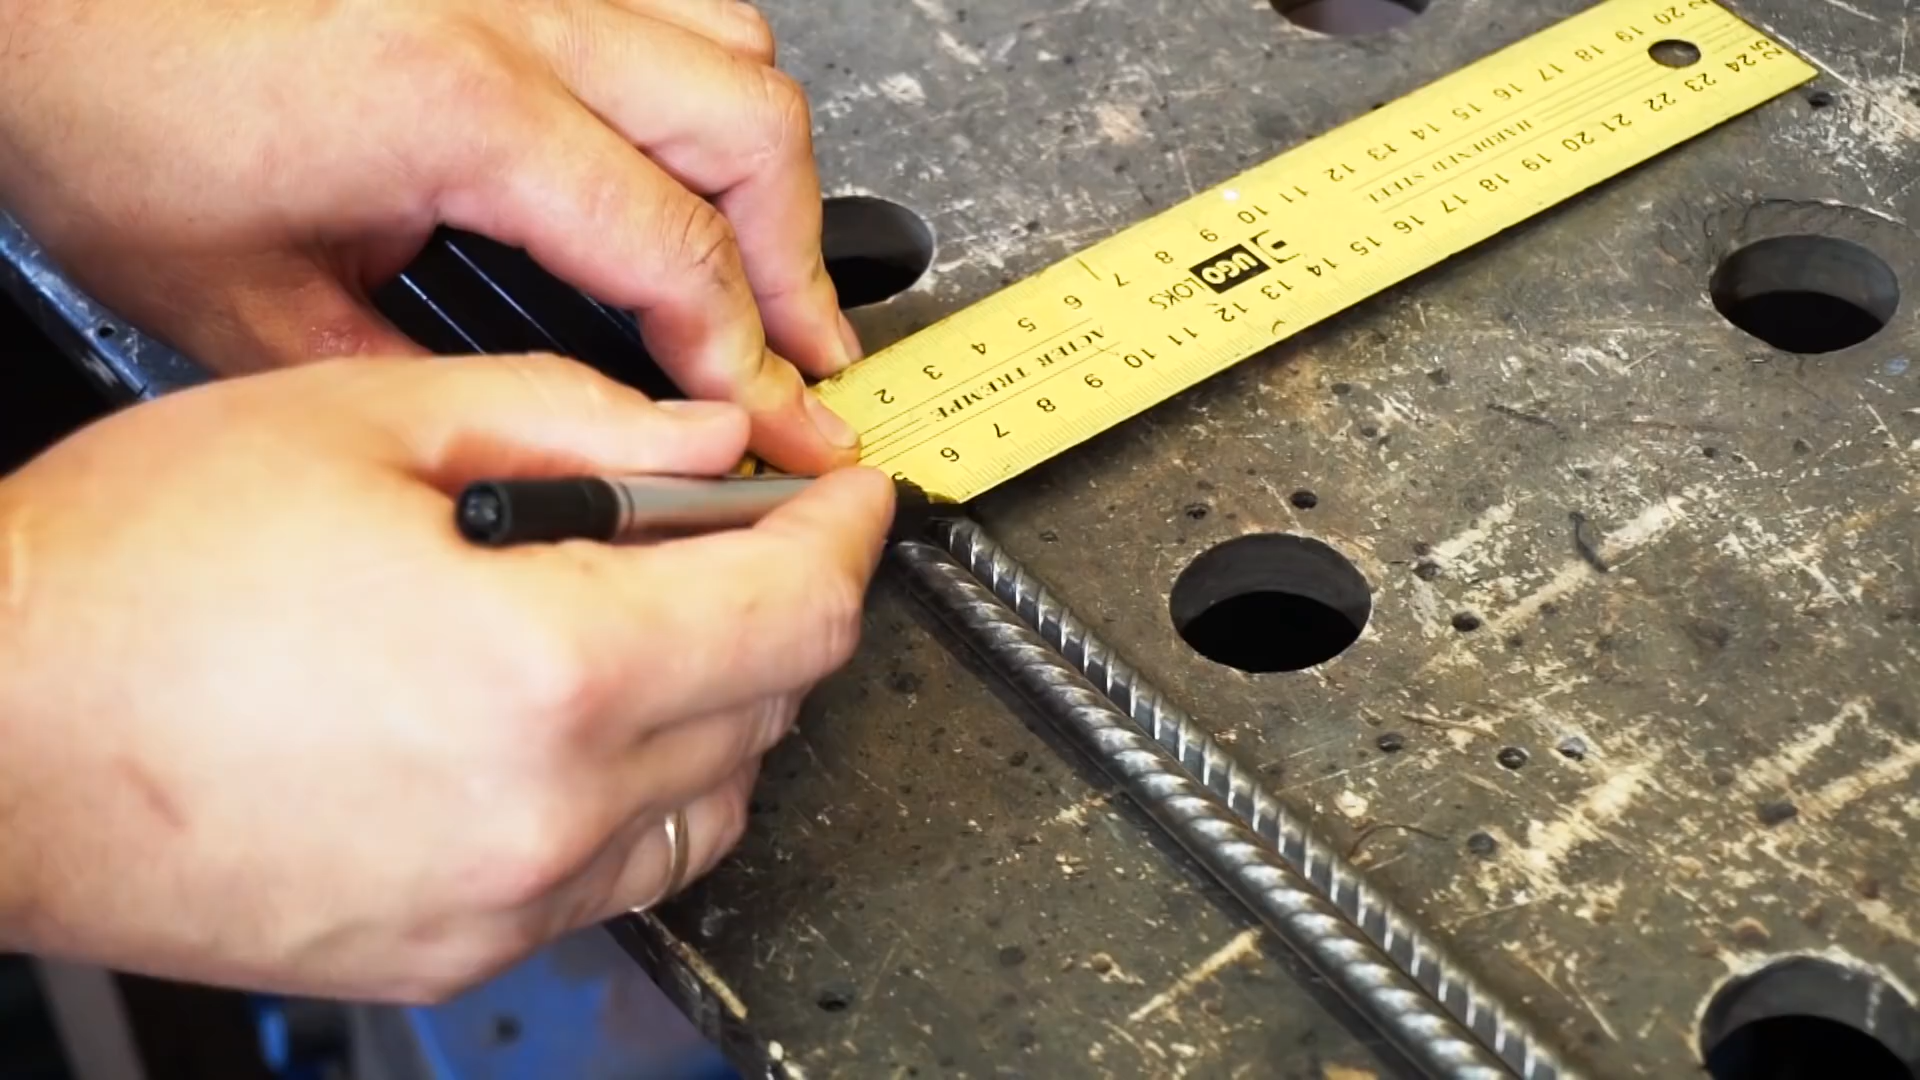 2 3 4 5 6 7 8 9 10 11 12 13 14 15 16 17 18 19 20
ACIER TREMPE
UGO
LOKS
HARDENED STEEL
5 6 7 8 9 10 11 12 13 14 15 16 17 18 19 20 21 22 23 24 25